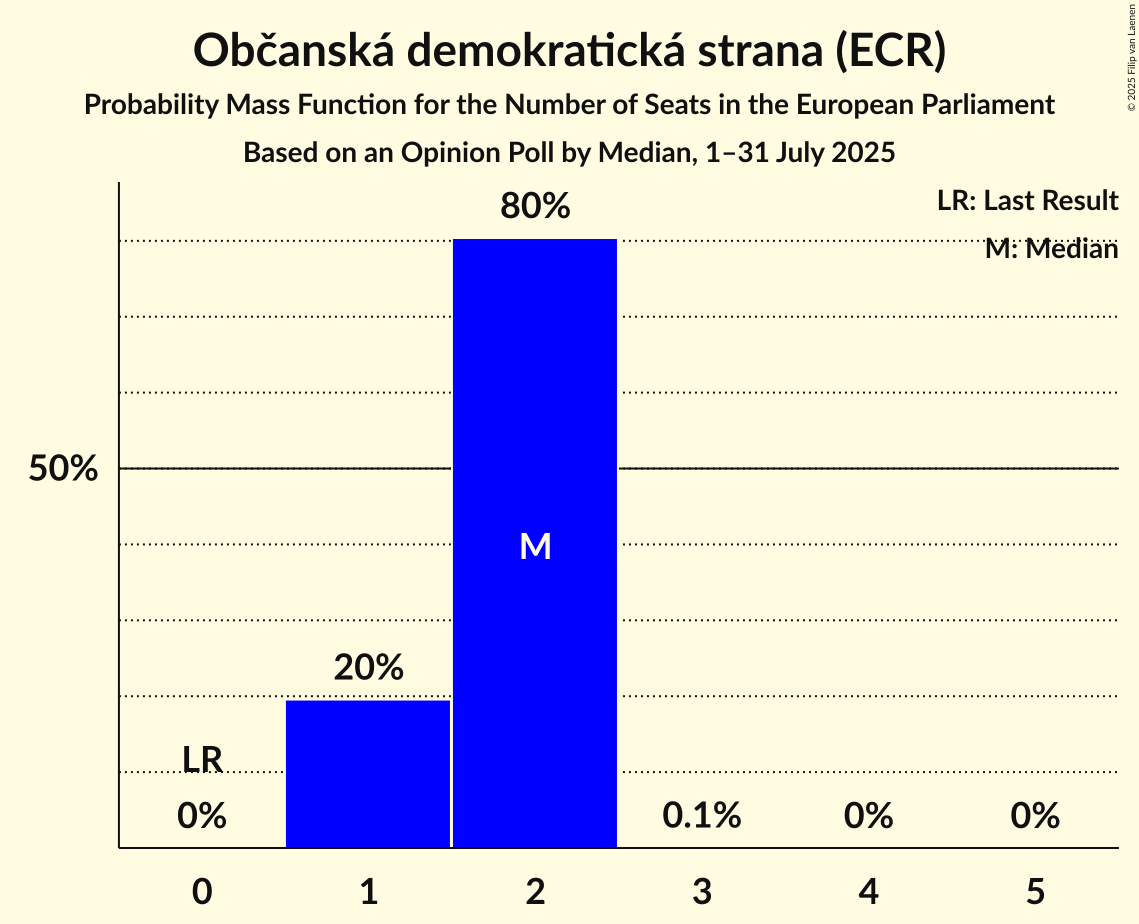 Občanská demokratická strana (ECR)
Probability Mass Function for the Number of Seats in the European Parliament
Based on an Opinion Poll by Median, 1–31 July 2025
© 2025 Filip van Laenen
LR: Last Result
M: Median
80%
50%
M
20%
LR
0%
0.1%
0%
0%
0
1
2
3
4
5